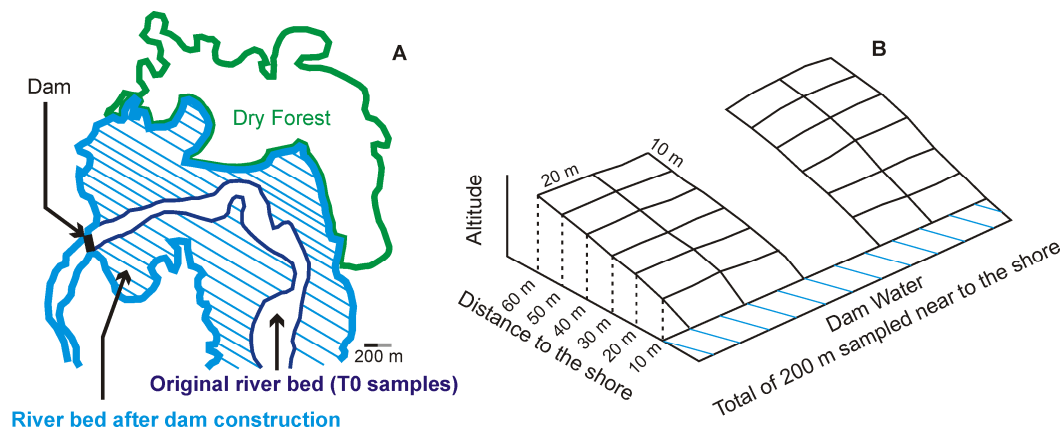 A
Dam
Dry Forest
200 m
Original river bed (T0 samples)
River bed after dam construction
B
Altitude
20 m
10 m
60 m
50 m
40 m
30 m
20 m
10 m
Distance to the shore
Dam Water
Total of 200 m sampled near to the shore